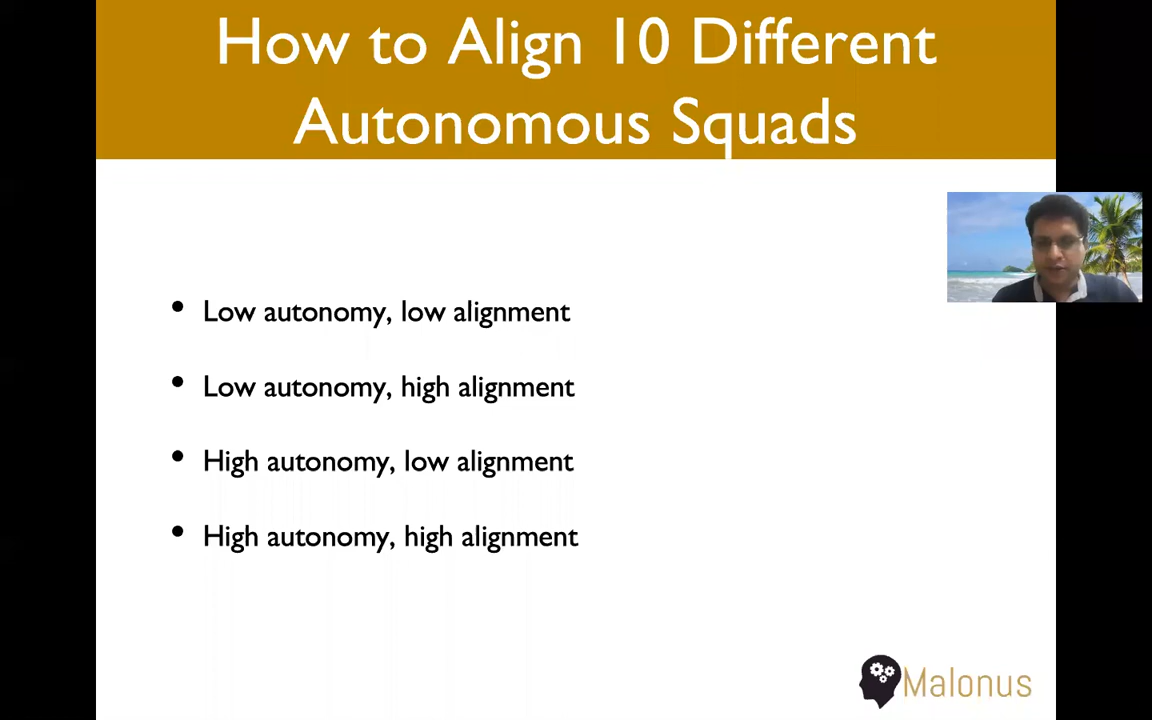 How to Align 10 Different
Autonomous Squads
• Low autonomy, low alignment
• Low autonomy, high alignment
• High autonomy, low alignment
• High autonomy, high alignment
Malonus